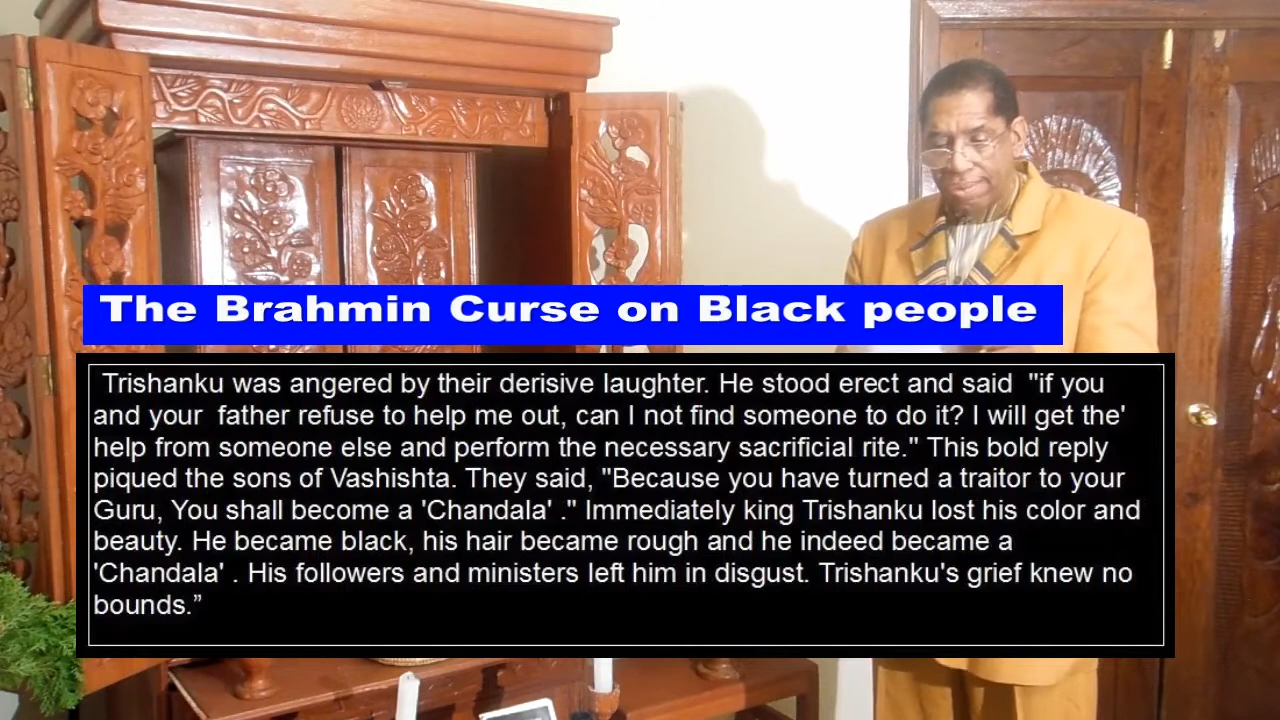 The Brahmin Curse on Black people
Trishanku was angered by their derisive laughter. He stood erect and said "if you
and your father refuse to help me out, can I not find someone to do it? I will get the'
help from someone else and perform the necessary sacrificial rite." This bold reply
piqued the sons of Vashishta. They said, "Because you have turned a traitor to your
Guru, You shall become a 'Chandala' ." Immediately king Trishanku lost his color and
beauty. He became black, his hair became rough and he indeed became a
'Chandala' . His followers and ministers left him in disgust. Trishanku's grief knew no
bounds.”